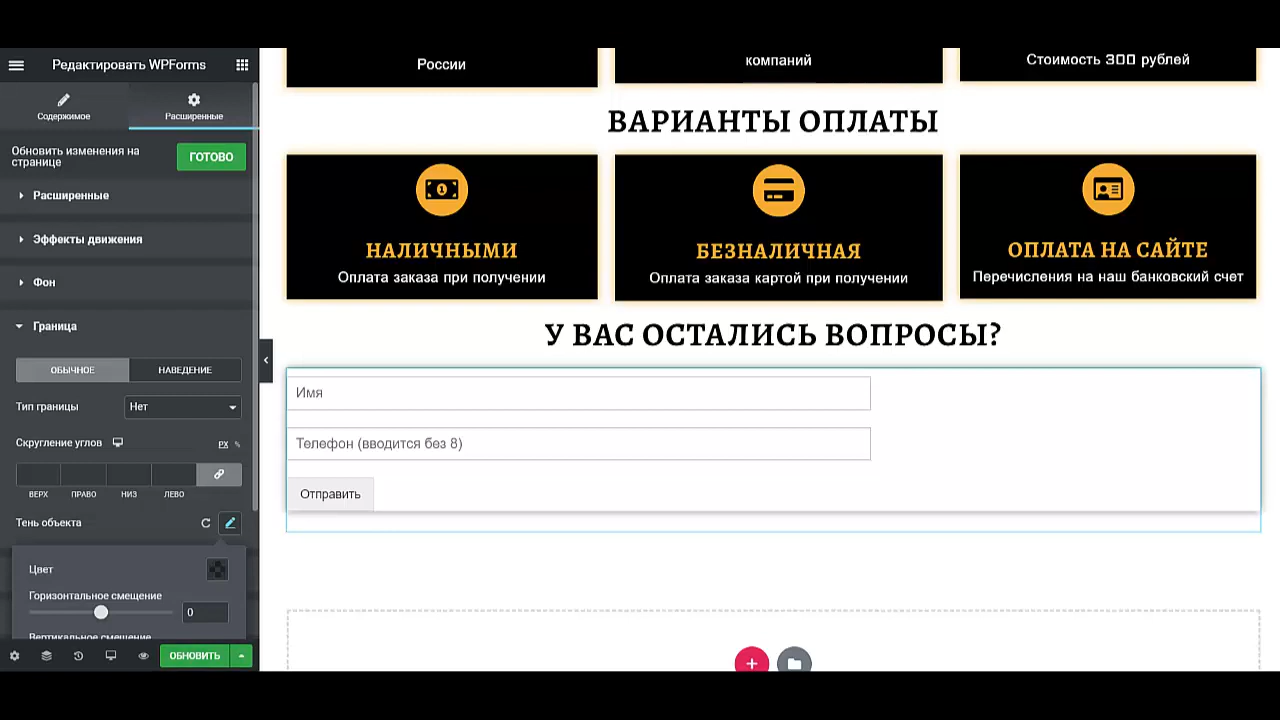 Редактировать WPForms
Содержимое
Расширенные
Обновить изменения на странице
ГОТОВО
Расширенные
Эффекты движения
Фон
Граница
ОБЫЧНОЕ
НАВЕДЕНИЕ
Тип границы
Нет
Скругление углов
PX %
ВЕРХ
ПРАВО
НИЗ
ЛЕВО
Тень объекта
Цвет
Горизонтальное смещение
0
Вертикальное смещение
ОБНОВИТЬ
России
компаний
Стоимость 300 рублей
ВАРИАНТЫ ОПЛАТЫ
НАЛИЧНЫМИ
Оплата заказа при получении
БЕЗНАЛИЧНАЯ
Оплата заказа картой при получении
ОПЛАТА НА САЙТЕ
Перечисления на наш банковский счет
У ВАС ОСТАЛИСЬ ВОПРОСЫ?
Имя
Телефон (вводится без 8)
Отправить